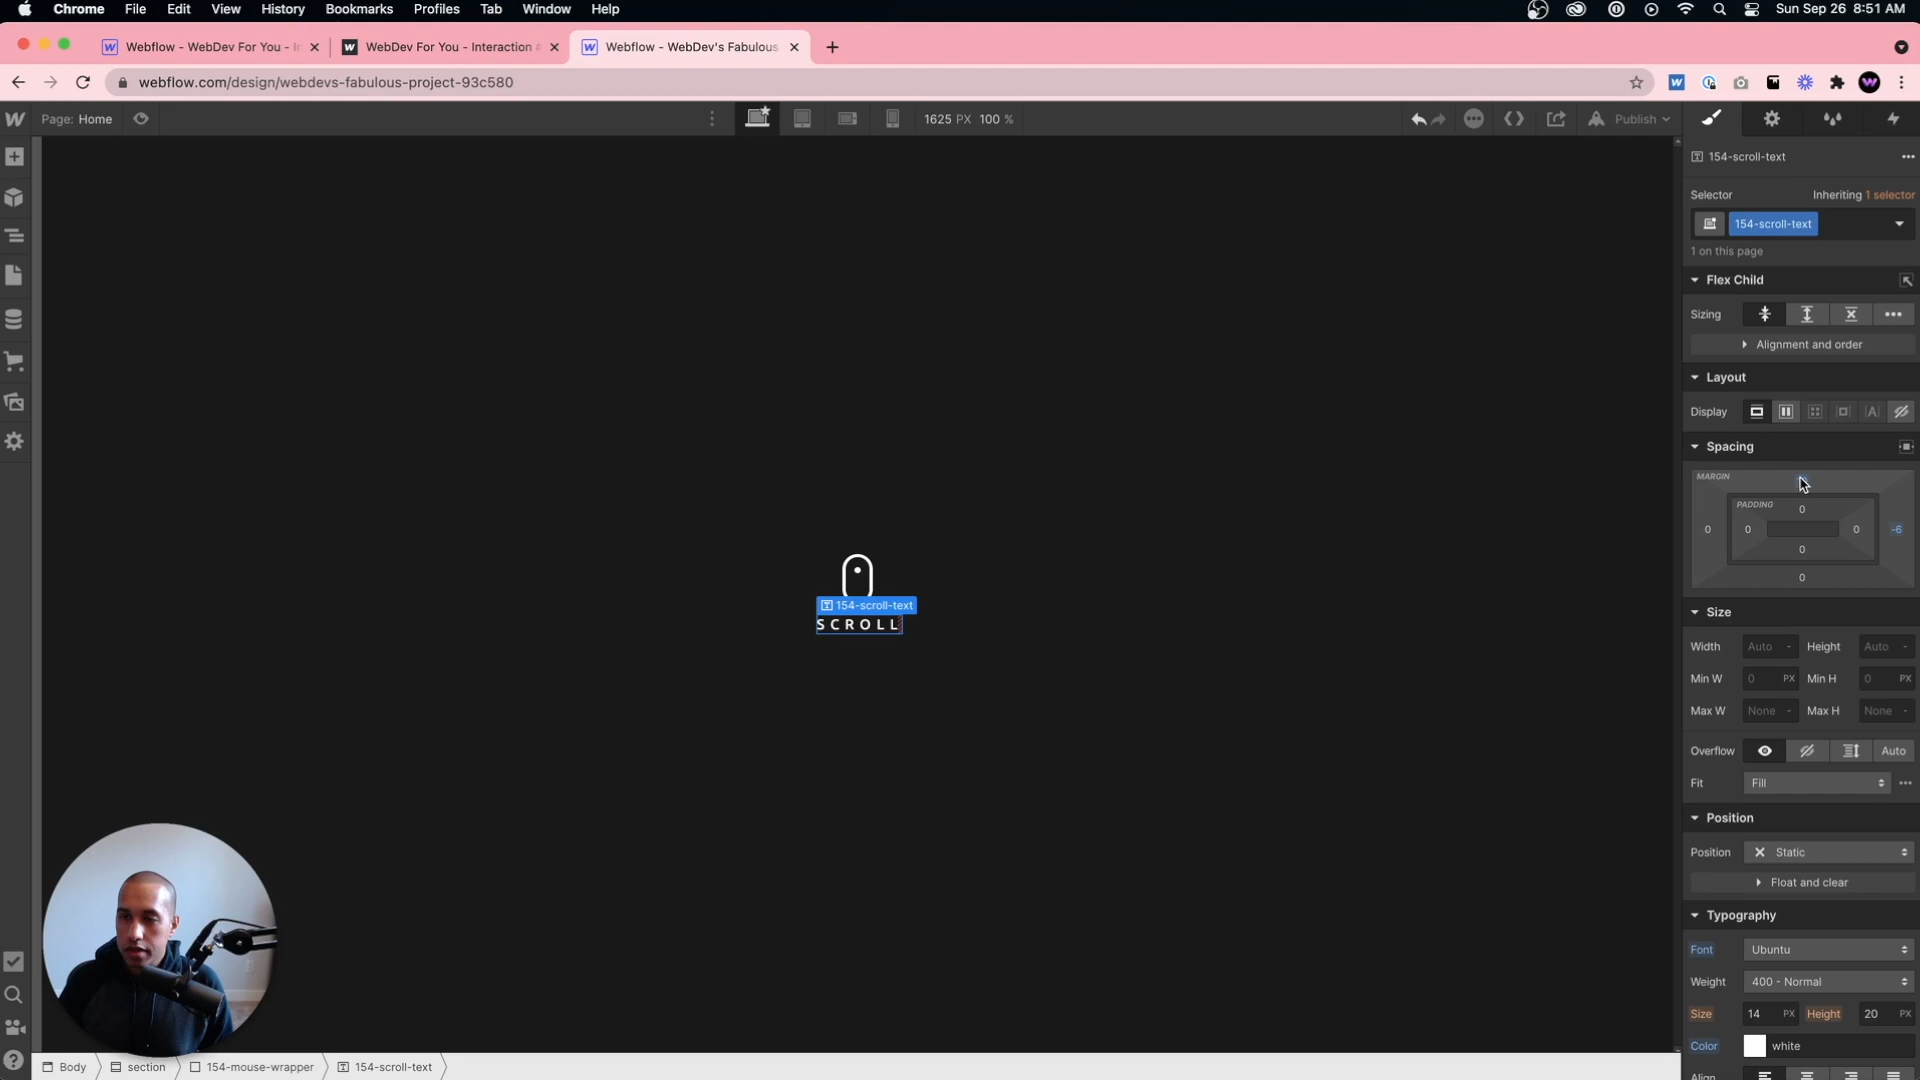 Chrome File Edit View History Bookmarks Profiles Tab Window Help Sun Sep 26 8:51 AM
Webflow - WebDev For You - I WebDev For You - Interaction # Webflow - WebDev's Fabulous
webflow.com/design/webdevs-fabulous-project-93c580
Page: Home 1625 PX 100 % Publish
154-scroll-text
Selector Inheriting 1 selector
154-scroll-text
1 on this page
Flex Child
Sizing
Alignment and order
Layout
Display
Spacing
MARGIN
PADDING
0
0 0 0 -6
0
0
154-scroll-text
SCROLL
Size
Width Auto - Height Auto -
Min W 0 PX Min H 0 PX
Max W None - Max H None -
Overflow Auto
Fit Fill
Position
Position Static
Float and clear
Typography
Font Ubuntu
Weight 400 - Normal
Size 14 PX Height 20 PX
Color white
Align
Body section 154-mouse-wrapper 154-scroll-text